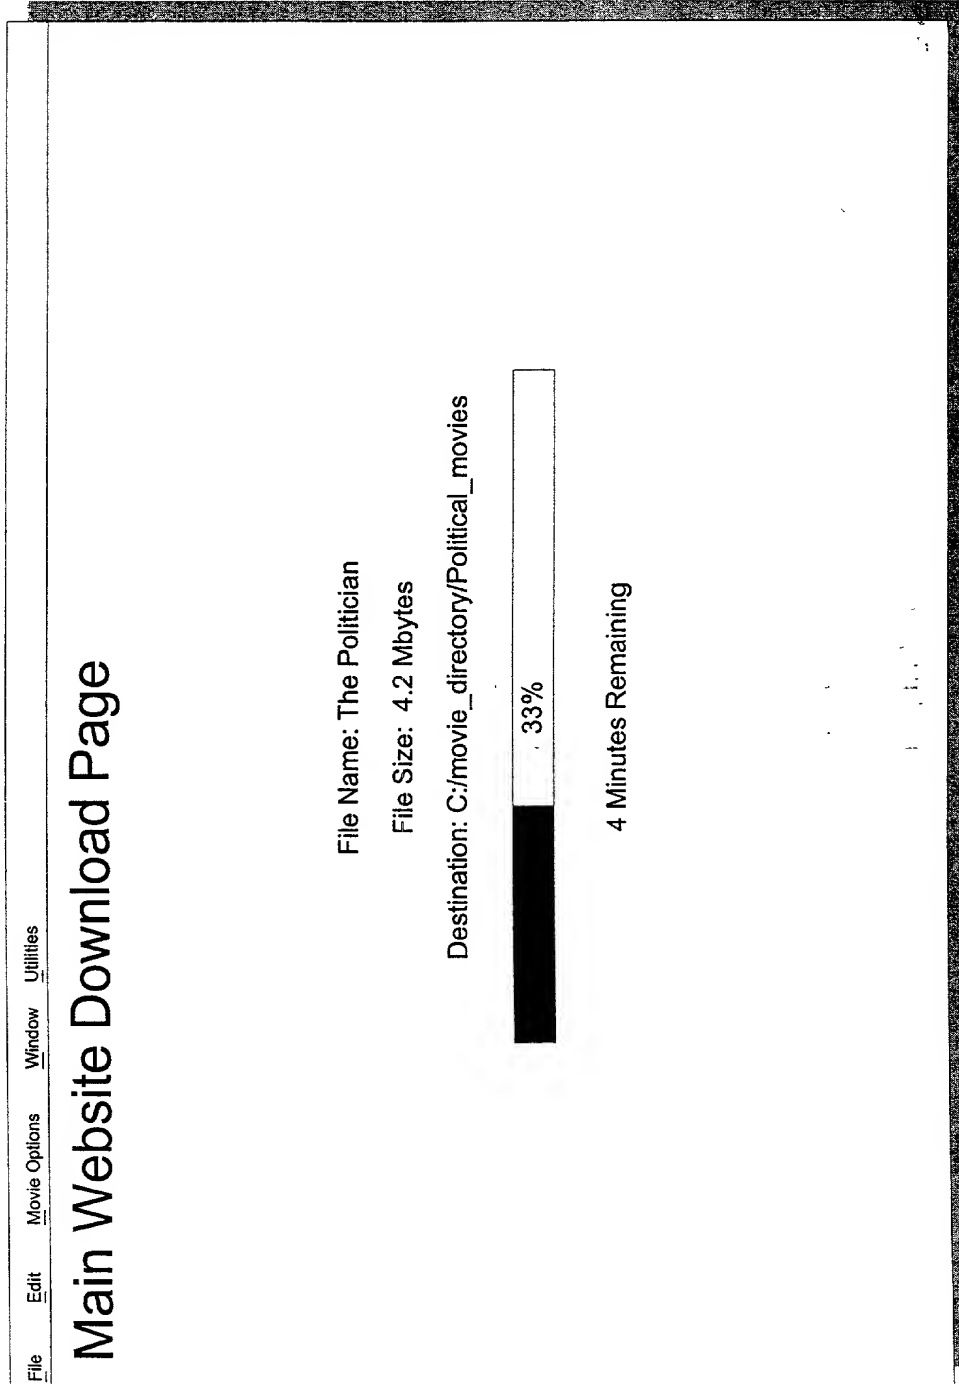 File Edit Movie Options Window Utilities
Main Website Download Page
File Name: The Politician
File Size: 4.2 Mbytes
Destination: C:/movie_directory/Political_movies
33%
4 Minutes Remaining